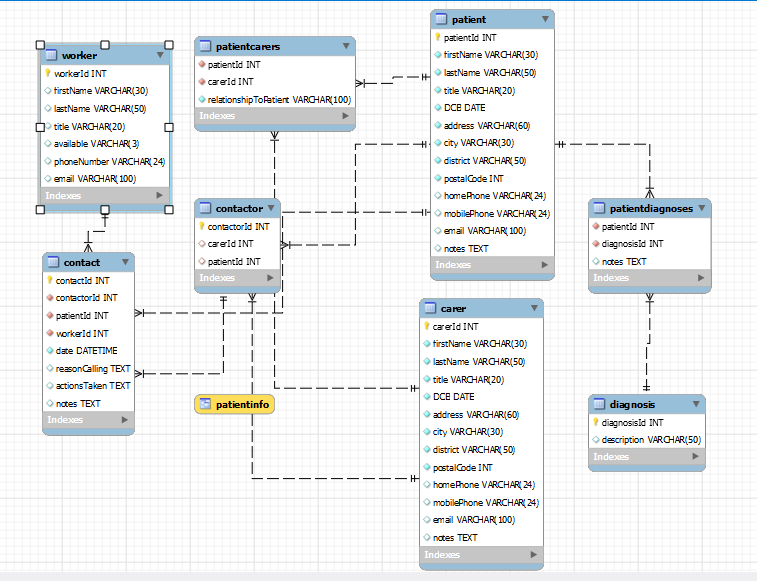 worker
workerId INT
firstName VARCHAR(30)
lastName VARCHAR(50)
title VARCHAR(20)
available VARCHAR(3)
phoneNumber VARCHAR(24)
email VARCHAR(100)
Indexes
patientcarers
patientId INT
carerId INT
relationshipToPatient VARCHAR(100)
Indexes
patient
patientId INT
firstName VARCHAR(30)
lastName VARCHAR(50)
title VARCHAR(20)
DCB DATE
address VARCHAR(60)
city VARCHAR(30)
district VARCHAR(50)
postalCode INT
homePhone VARCHAR(24)
mobilePhone VARCHAR(24)
email VARCHAR(100)
notes TEXT
Indexes
contactor
contactorId INT
carerId INT
patientId INT
Indexes
patientdiagnoses
patientId INT
diagnosisId INT
notes TEXT
Indexes
contact
contactId INT
contactorId INT
patientId INT
workerId INT
date DATETIME
reasonCalling TEXT
actionsTaken TEXT
notes TEXT
Indexes
carer
carerId INT
firstName VARCHAR(30)
lastName VARCHAR(50)
title VARCHAR(20)
DCB DATE
address VARCHAR(60)
city VARCHAR(30)
district VARCHAR(50)
postalCode INT
homePhone VARCHAR(24)
mobilePhone VARCHAR(24)
email VARCHAR(100)
notes TEXT
Indexes
patientinfo
diagnosis
diagnosisId INT
description VARCHAR(50)
Indexes